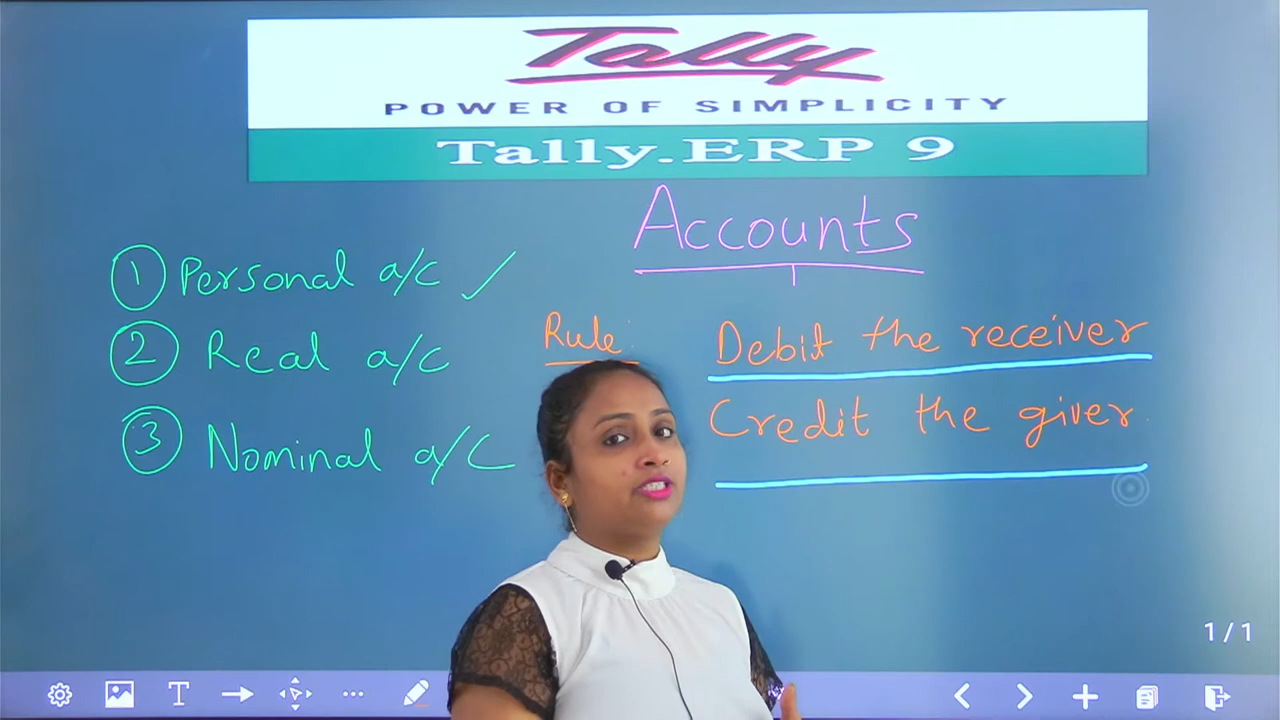 Tally
POWER OF SIMPLICITY
Tally.ERP 9
Accounts
① Personal a/c ✓
② Real a/c
③ Nominal a/c
Rule:
Debit the receiver
Credit the giver.
1/1
T